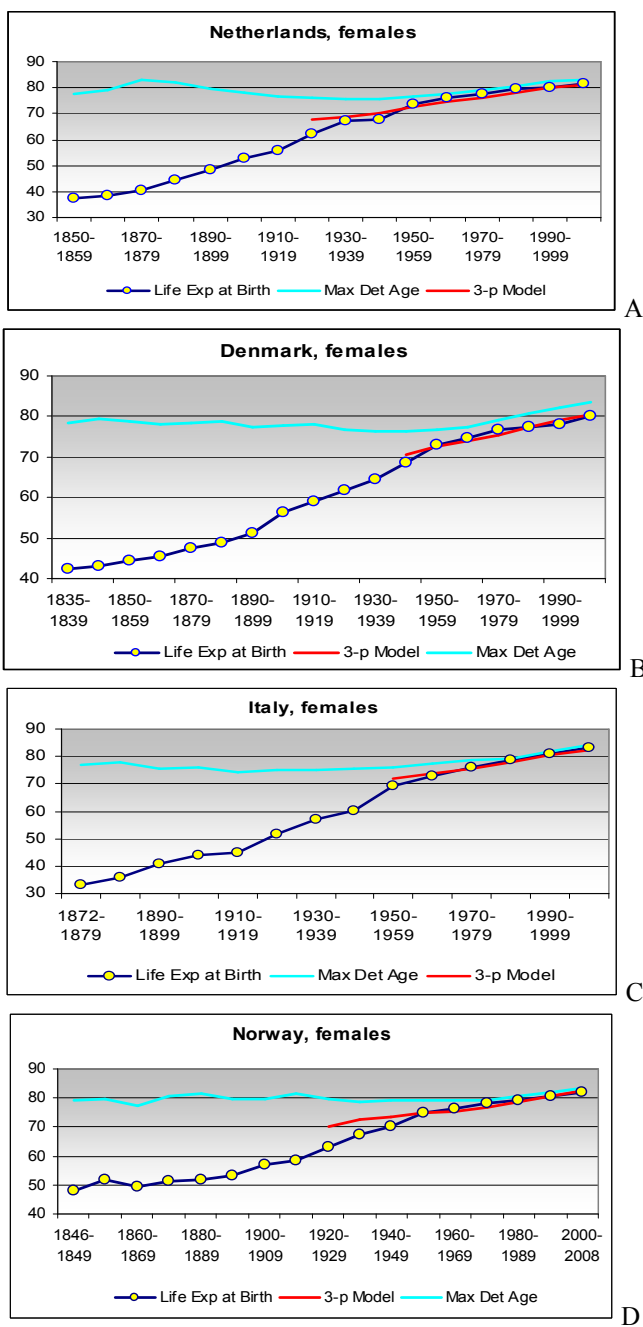 Netherlands, females
90
80
70
60
50
40
30
1850- 1870- 1890- 1910- 1930- 1950- 1970- 1990-
1859 1879 1899 1919 1939 1959 1979 1999
Life Exp at Birth Max Det Age 3-p Model
A
Denmark, females
90
80
70
60
50
40
1835- 1850- 1870- 1890- 1910- 1930- 1950- 1970- 1990-
1839 1859 1879 1899 1919 1939 1959 1979 1999
Life Exp at Birth 3-p Model Max Det Age
B
Italy, females
90
80
70
60
50
40
30
1872- 1890- 1910- 1930- 1950- 1970- 1990-
1879 1899 1919 1939 1959 1979 1999
Life Exp at Birth Max Det Age 3-p Model
C
Norway, females
90
80
70
60
50
40
1846- 1860- 1880- 1900- 1920- 1940- 1960- 1980- 2000-
1849 1869 1889 1909 1929 1949 1969 1989 2008
Life Exp at Birth 3-p Model Max Det Age
D